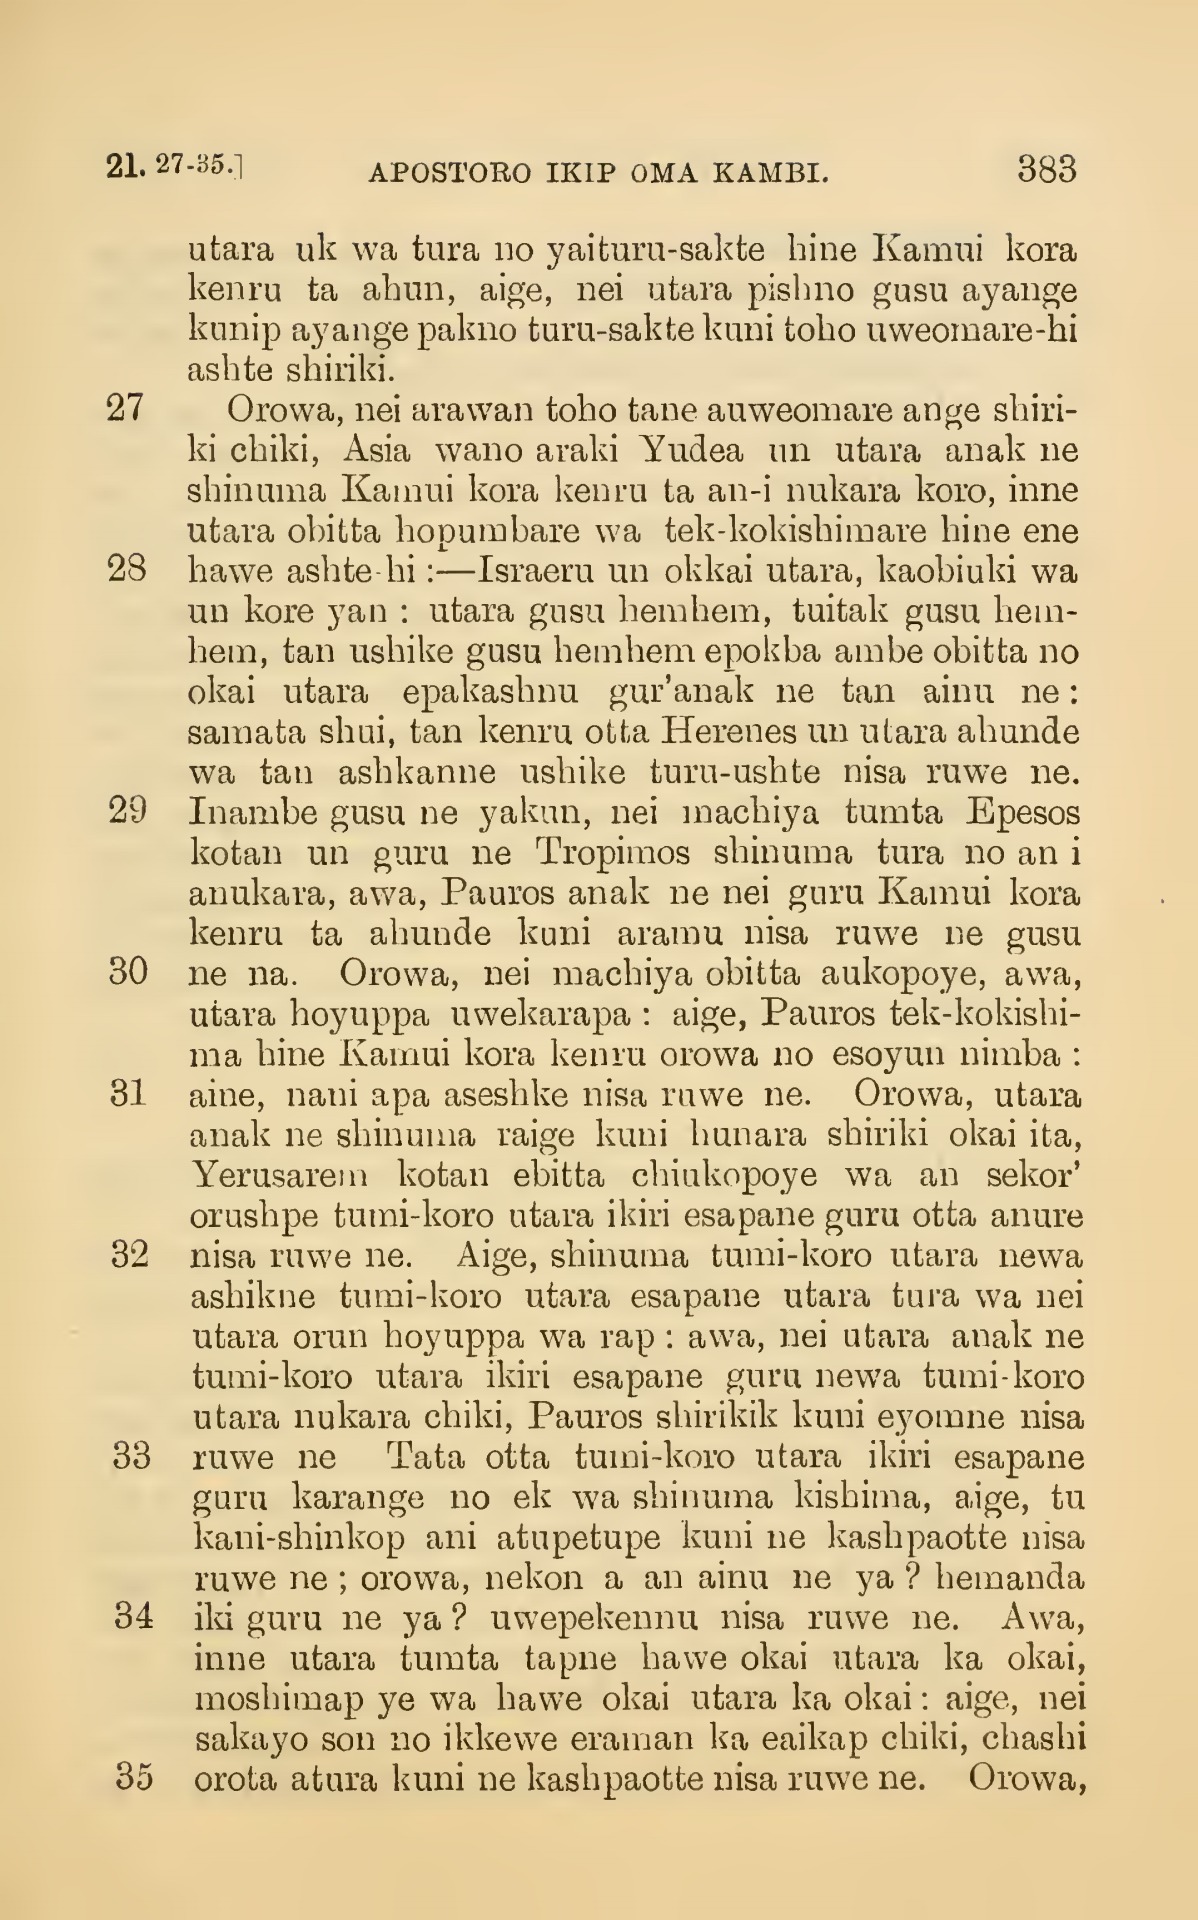 21. 27-35.] APOSTORO IKIP OMA KAMBI. 383
utara uk wa tura no yaituru-sakte hine Kamui kora
kenru ta ahun, aige, nei utara pishno gusu ayange
kunip ayange pakno turu-sakte kuni toho uweomare-hi
ashte shiriki.
27 Orowa, nei arawan toho tane auweomare ange shiri-
ki chiki, Asia wano araki Yudea un utara anak ne
shinuma Kamui kora kenru ta an-i nukara koro, inne
utara obitta hopumbare wa tek-kokishimare hine ene
28 hawe ashte-hi :—Israeru un okkai utara, kaobiuki wa
un kore yan : utara gusu hemhem, tuitak gusu hem-
hem, tan ushike gusu hemhem epokba ambe obitta no
okai utara epakashnu gur'anak ne tan ainu ne :
samata shui, tan kenru otta Herenes un utara ahunde
wa tan ashkanne ushike turu-ushte nisa ruwe ne.
29 Inambe gusu ne yakun, nei machiya tumta Epesos
kotan un guru ne Tropimos shinuma tura no an i
anukara, awa, Pauros anak ne nei guru Kamui kora
kenru ta ahunde kuni aramu nisa ruwe ne gusu
30 ne na. Orowa, nei machiya obitta aukopoye, awa,
utara hoyuppa uwekarapa : aige, Pauros tek-kokishi-
ma hine Kamui kora kenru orowa no esoyun nimba :
31 aine, nani apa aseshke nisa ruwe ne. Orowa, utara
anak ne shinuma raige kuni hunara shiriki okai ita,
Yerusarem kotan ebitta chiukopoye wa an sekor'
orushpe tumi-koro utara ikiri esapane guru otta anure
32 nisa ruwe ne. Aige, shinuma tumi-koro utara newa
ashikne tumi-koro utara esapane utara tura wa nei
utara orun hoyuppa wa rap : awa, nei utara anak ne
tumi-koro utara ikiri esapane guru newa tumi-koro
utara nukara chiki, Pauros shirikik kuni eyomne nisa
33 ruwe ne Tata otta tumi-koro utara ikiri esapane
guru karange no ek wa shinuma kishima, aige, tu
kani-shinkop ani atupetupe kuni ne kashpaotte nisa
ruwe ne ; orowa, nekon a an ainu ne ya ? hemanda
34 iki guru ne ya ? uwepekennu nisa ruwe ne. Awa,
inne utara tumta tapne hawe okai utara ka okai,
moshimap ye wa hawe okai utara ka okai : aige, nei
sakayo son no ikkewe eraman ka eaikap chiki, chashi
35 orota atura kuni ne kashpaotte nisa ruwe ne. Orowa,